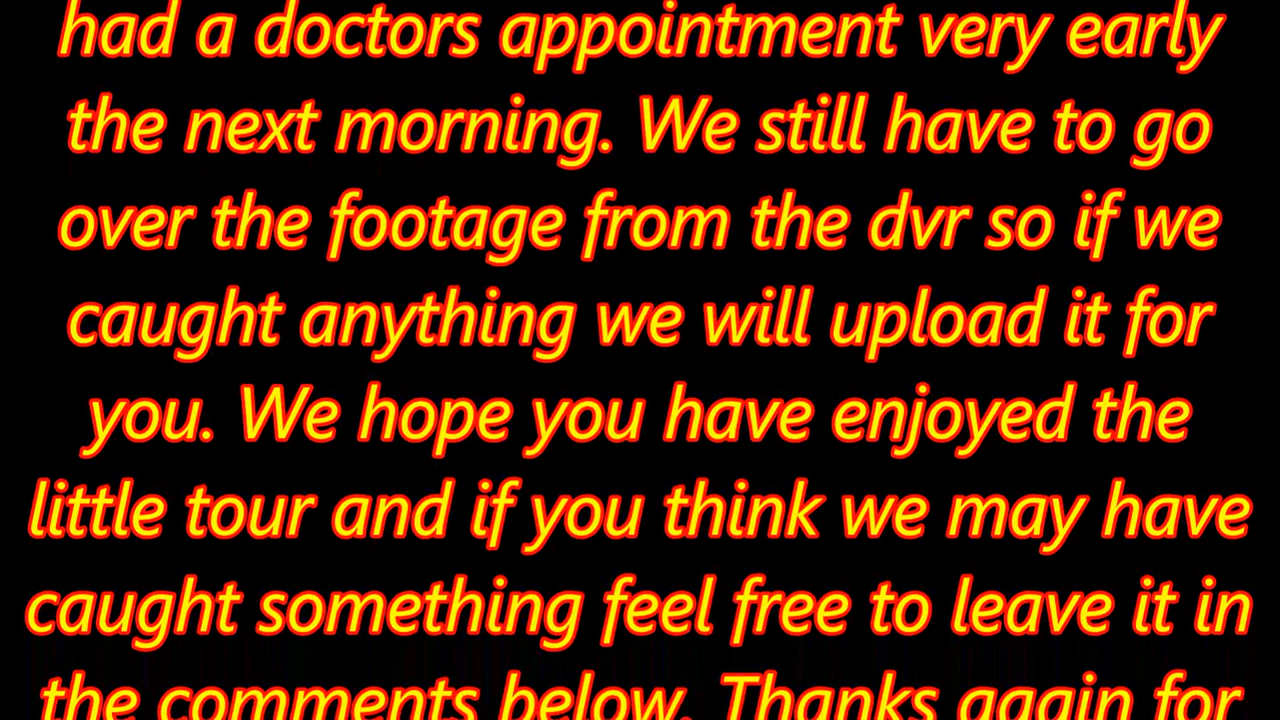 had a doctors appointment very early
the next morning. We still have to go
over the footage from the dvr so if we
caught anything we will upload it for
you. We hope you have enjoyed the
little tour and if you think we may have
caught something feel free to leave it in
the comments below. Thanks again for